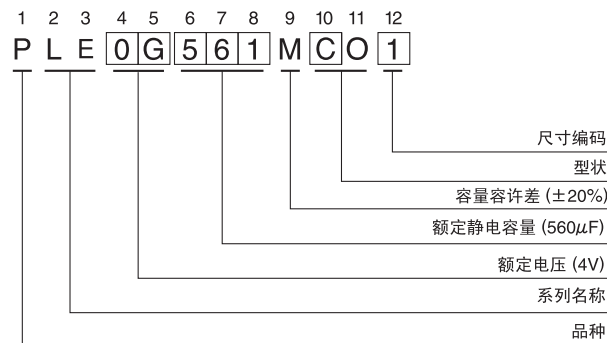 1 2 3 4 5 6 7 8 9 10 11 12
P L E 0 G 5 6 1 M C O 1
尺寸编码
型状
容量容许差 (±20%)
额定静电容量 (560μF)
额定电压 (4V)
系列名称
品种